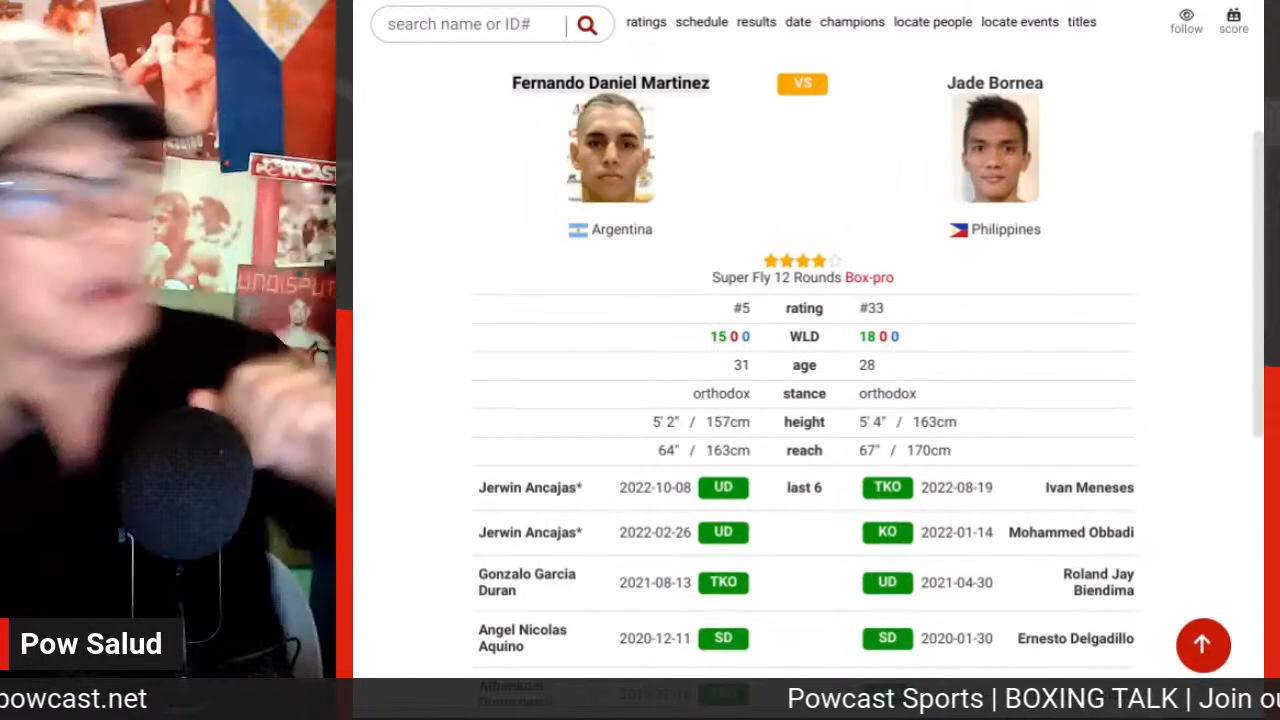 search name or ID#
ratings schedule results date champions locate people locate events titles
follow score
Fernando Daniel Martinez VS Jade Bornea
Argentina Philippines
Super Fly 12 Rounds Box-pro
#5 rating #33
15 0 0 WLD 18 0 0
31 age 28
orthodox stance orthodox
5' 2" / 157cm height 5' 4" / 163cm
64" / 163cm reach 67" / 170cm
Jerwin Ancajas* 2022-10-08 UD last 6 TKO 2022-08-19 Ivan Meneses
Jerwin Ancajas* 2022-02-26 UD KO 2022-01-14 Mohammed Obbadi
Gonzalo Garcia Duran 2021-08-13 TKO UD 2021-04-30 Roland Jay Biendima
Angel Nicolas Aquino 2020-12-11 SD SD 2020-01-30 Ernesto Delgadillo
POWCAST
UNDISPUT
Pow Salud
powcast.net
Powcast Sports | BOXING TALK | Join ou